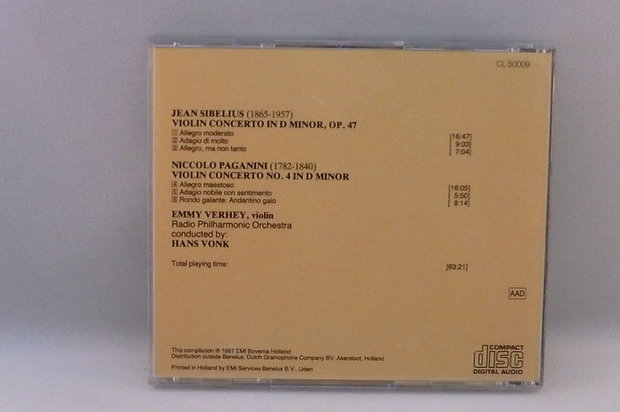 CL 50009
JEAN SIBELIUS (1865-1957)
VIOLIN CONCERTO IN D MINOR, OP. 47
1 Allegro moderato [16:47]
2 Adagio di molto [ 9:03]
3 Allegro, ma non tanto [ 7:04]
NICCOLO PAGANINI (1782-1840)
VIOLIN CONCERTO NO. 4 IN D MINOR
4 Allegro maestoso [16:05]
5 Adagio nobile con sentimento [ 5:50]
6 Rondo galante: Andantino gaio [ 8:14]
EMMY VERHEY, violin
Radio Philharmonic Orchestra
conducted by:
HANS VONK
Total playing time: [63:21]
AAD
This compilation ℗ 1987 EMI Bovema Holland
Distribution outside Benelux: Dutch Gramophone Company BV, Akersloot, Holland
Printed in Holland by EMI Services Benelux B.V., Uden
COMPACT
disc
DIGITAL AUDIO